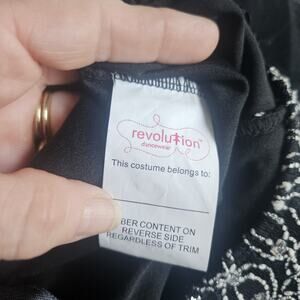 revolution
dancewear
This costume belongs to:
BER CONTENT ON
REVERSE SIDE
REGARDLESS OF TRIM